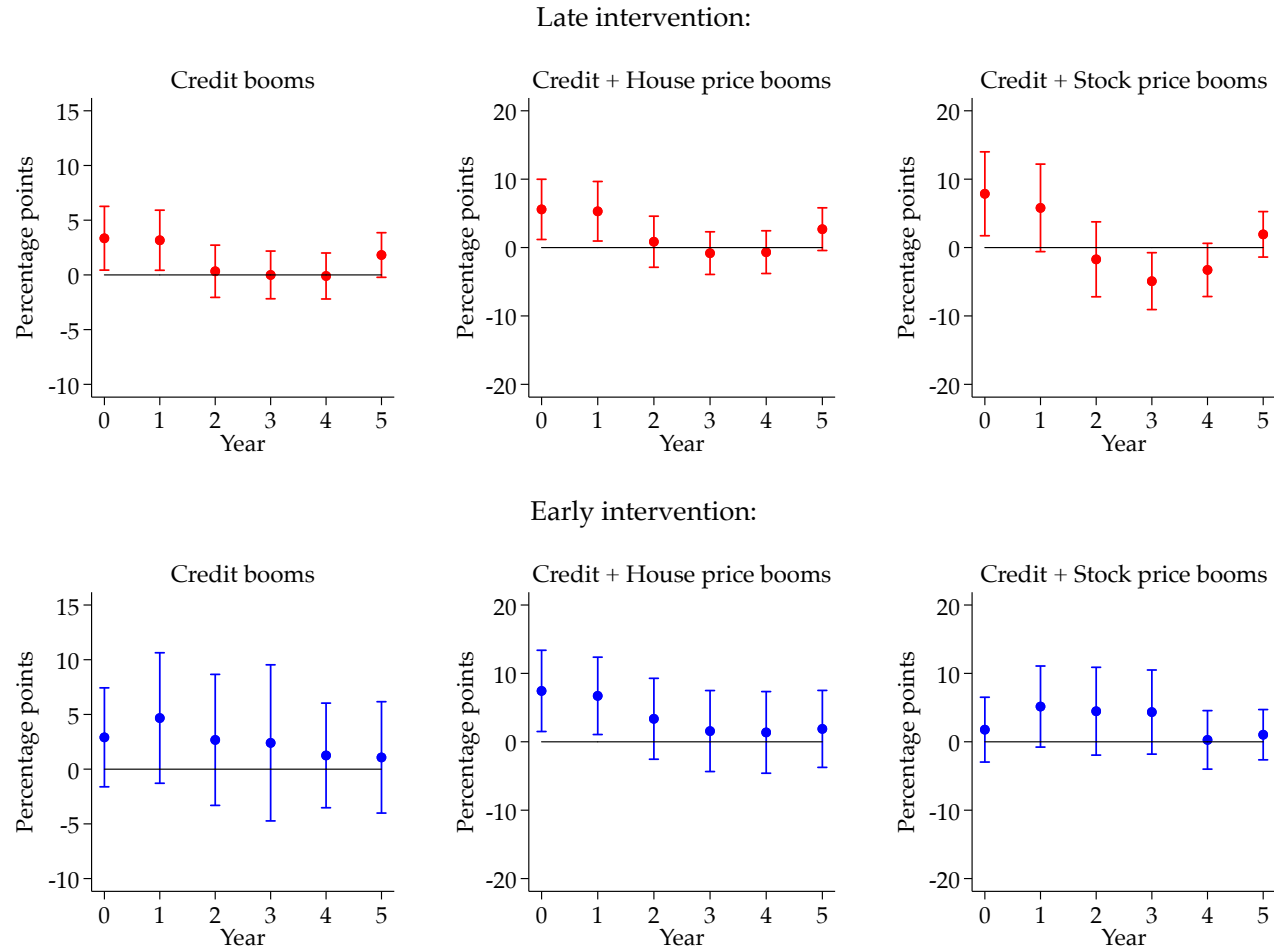 Late intervention:
Credit booms
Credit + House price booms
Credit + Stock price booms
Percentage points
15
10
5
0
-5
-10
0 1 2 3 4 5
Year
Percentage points
20
10
0
-10
-20
0 1 2 3 4 5
Year
Percentage points
20
10
0
-10
-20
0 1 2 3 4 5
Year
Early intervention:
Credit booms
Credit + House price booms
Credit + Stock price booms
Percentage points
15
10
5
0
-5
-10
0 1 2 3 4 5
Year
Percentage points
20
10
0
-10
-20
0 1 2 3 4 5
Year
Percentage points
20
10
0
-10
-20
0 1 2 3 4 5
Year